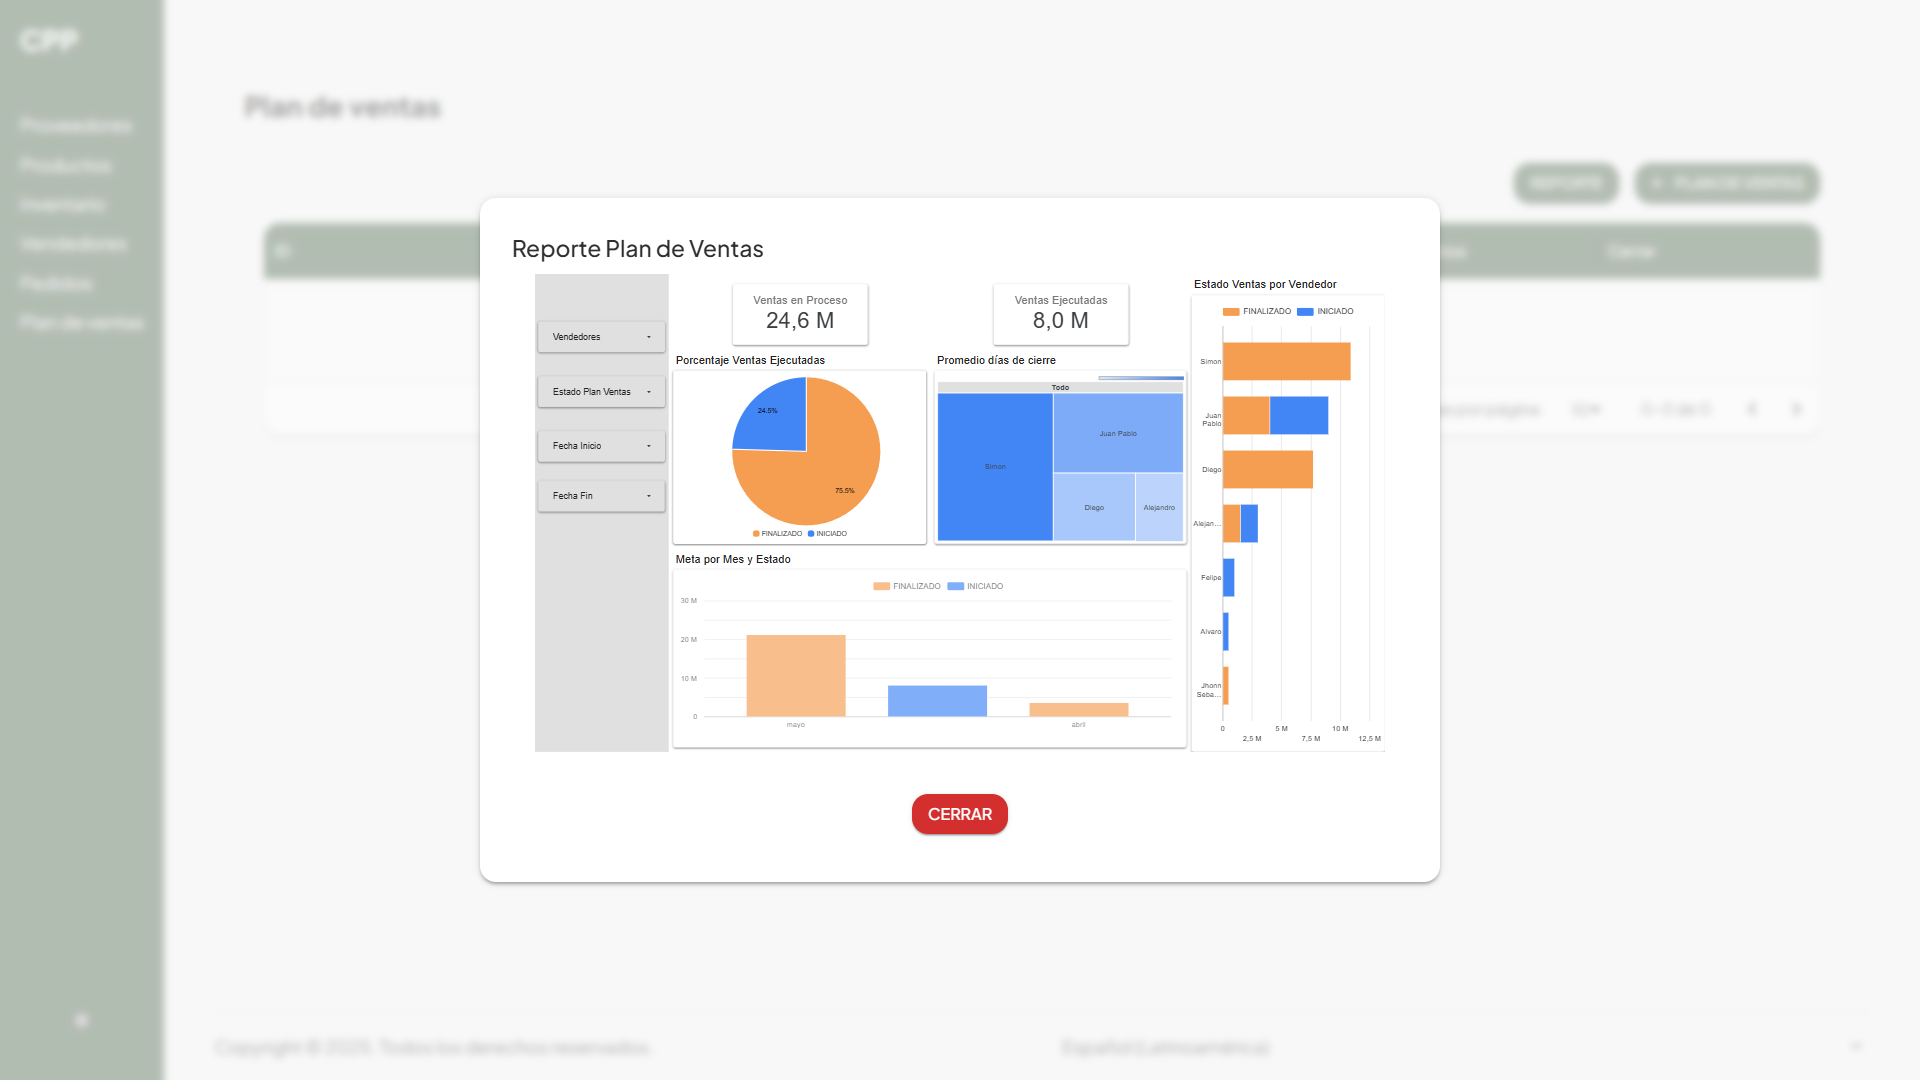 CPP
Proveedores
Productos
Inventario
Vendedores
Pedidos
Plan de ventas
Plan de ventas
REPORTE
+ PLAN DE VENTAS
ID
Cerrar
Reporte Plan de Ventas
Vendedores
Estado Plan Ventas
Fecha Inicio
Fecha Fin
Ventas en Proceso
24,6 M
Ventas Ejecutadas
8,0 M
Porcentaje Ventas Ejecutadas
24.5%
75.5%
FINALIZADO INICIADO
Promedio días de cierre
Todo
Simon
Juan Pablo
Diego
Alejandro
Meta por Mes y Estado
FINALIZADO INICIADO
30 M
20 M
10 M
0
mayo
abril
Estado Ventas por Vendedor
FINALIZADO INICIADO
Simon
Juan
Pablo
Diego
Alejan...
Felipe
Alvaro
Jhonn
Seba...
0
2,5 M
5 M
7,5 M
10 M
12,5 M
CERRAR
Copyright © 2025. Todos los derechos reservados
Español (Latinoamérica)